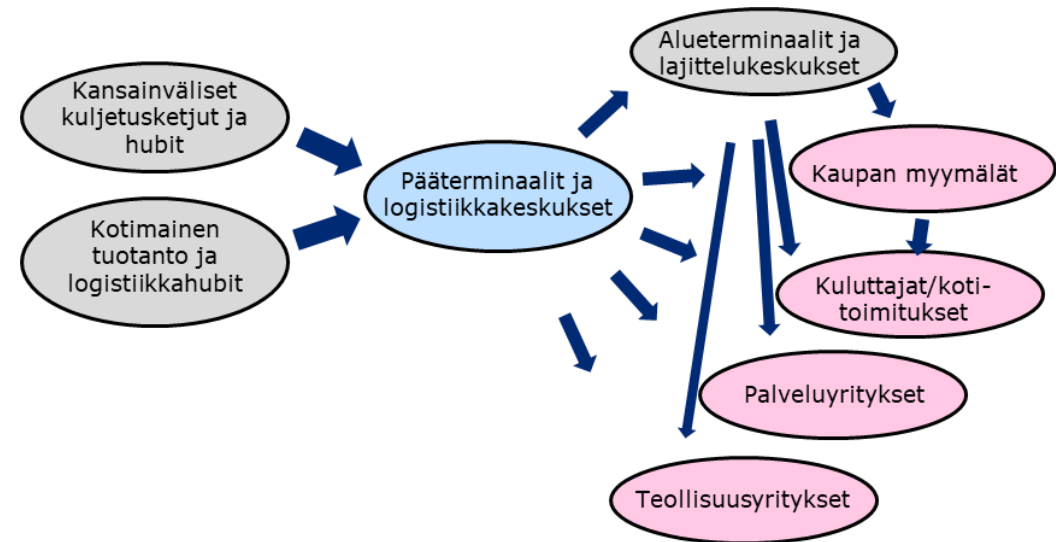 Kansainväliset
kuljetusketjut ja
hubit
Kotimainen
tuotanto ja
logistiikkahubit
Pääterminaalit ja
logistiikkakeskukset
Alueterminaalit ja
lajittelukeskukset
Kaupan myymälät
Kuluttajat/koti-
toimitukset
Palveluyritykset
Teollisuusyritykset